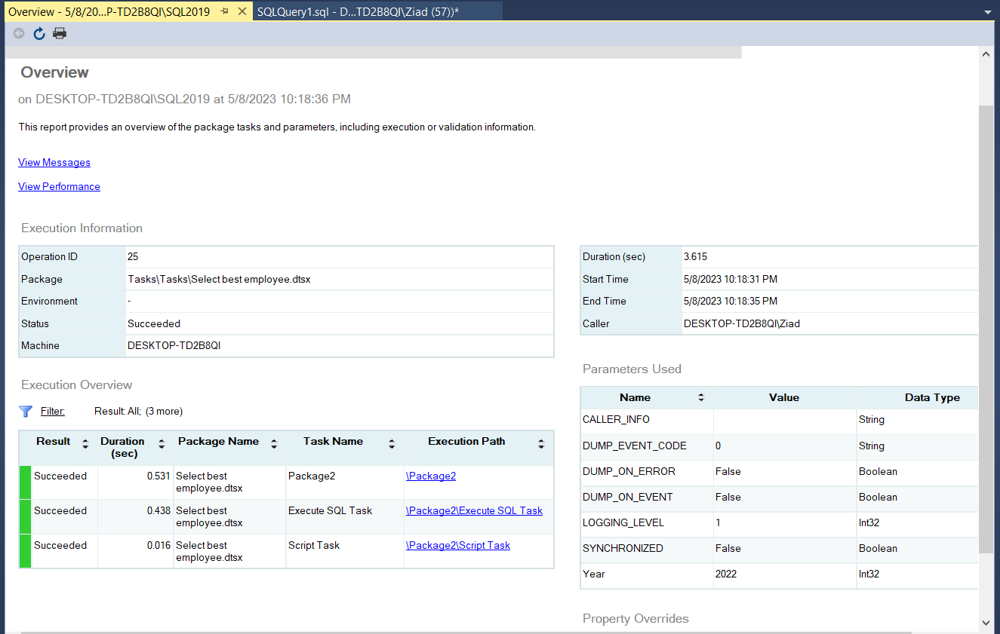 Overview - 5/8/20...P-TD2B8QI\SQL2019
SQLQuery1.sql - D...TD2B8QI\Ziad (57))*
Overview
on DESKTOP-TD2B8QI\SQL2019 at 5/8/2023 10:18:36 PM
This report provides an overview of the package tasks and parameters, including execution or validation information.
View Messages
View Performance
Execution Information
Operation ID 25
Package Tasks\Tasks\Select best employee.dtsx
Environment -
Status Succeeded
Machine DESKTOP-TD2B8QI
Duration (sec) 3.615
Start Time 5/8/2023 10:18:31 PM
End Time 5/8/2023 10:18:35 PM
Caller DESKTOP-TD2B8QI\Ziad
Execution Overview
Filter: Result: All; (3 more)
Result Duration (sec) Package Name Task Name Execution Path
Succeeded 0.531 Select best employee.dtsx Package2 \Package2
Succeeded 0.438 Select best employee.dtsx Execute SQL Task \Package2\Execute SQL Task
Succeeded 0.016 Select best employee.dtsx Script Task \Package2\Script Task
Parameters Used
Name Value Data Type
CALLER_INFO String
DUMP_EVENT_CODE 0 String
DUMP_ON_ERROR False Boolean
DUMP_ON_EVENT False Boolean
LOGGING_LEVEL 1 Int32
SYNCHRONIZED False Boolean
Year 2022 Int32
Property Overrides